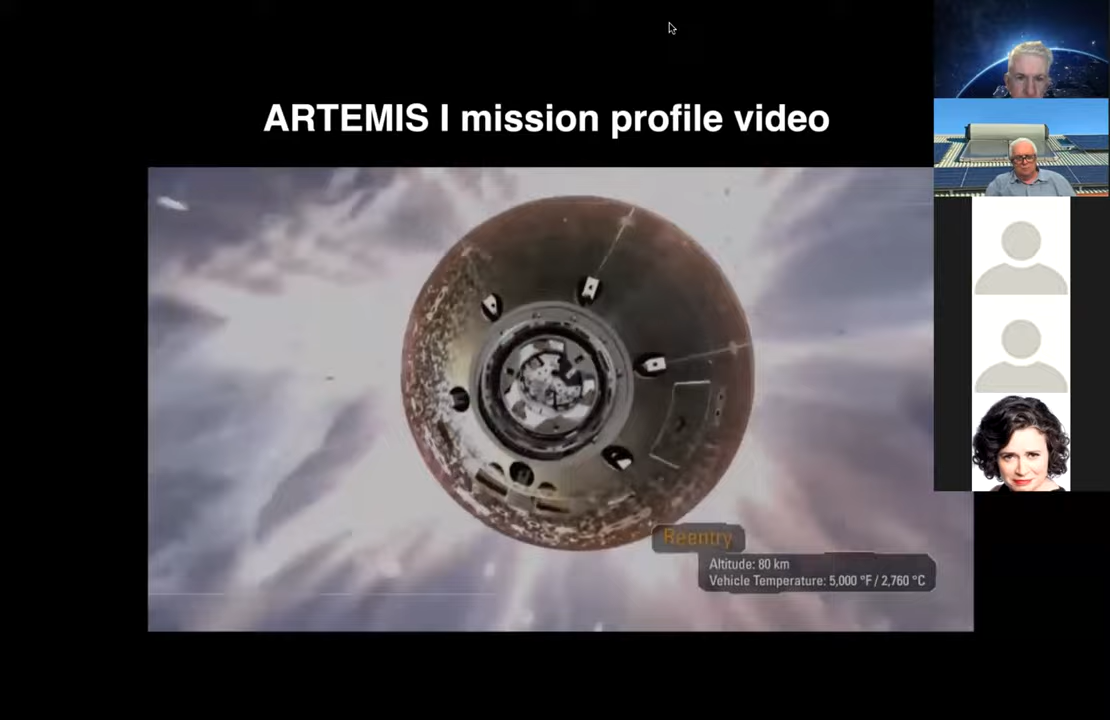 ARTEMIS I mission profile video
Reentry
Altitude: 80 km
Vehicle Temperature: 5,000 °F / 2,760 °C